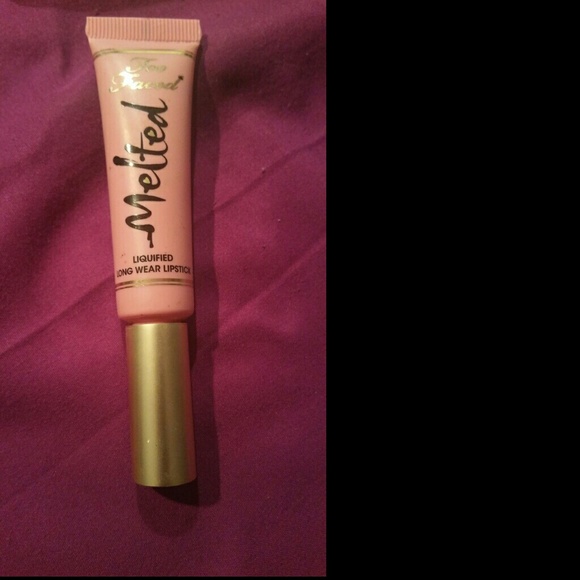 Too
Faced
Melted
LIQUIFIED
LONG WEAR LIPSTICK